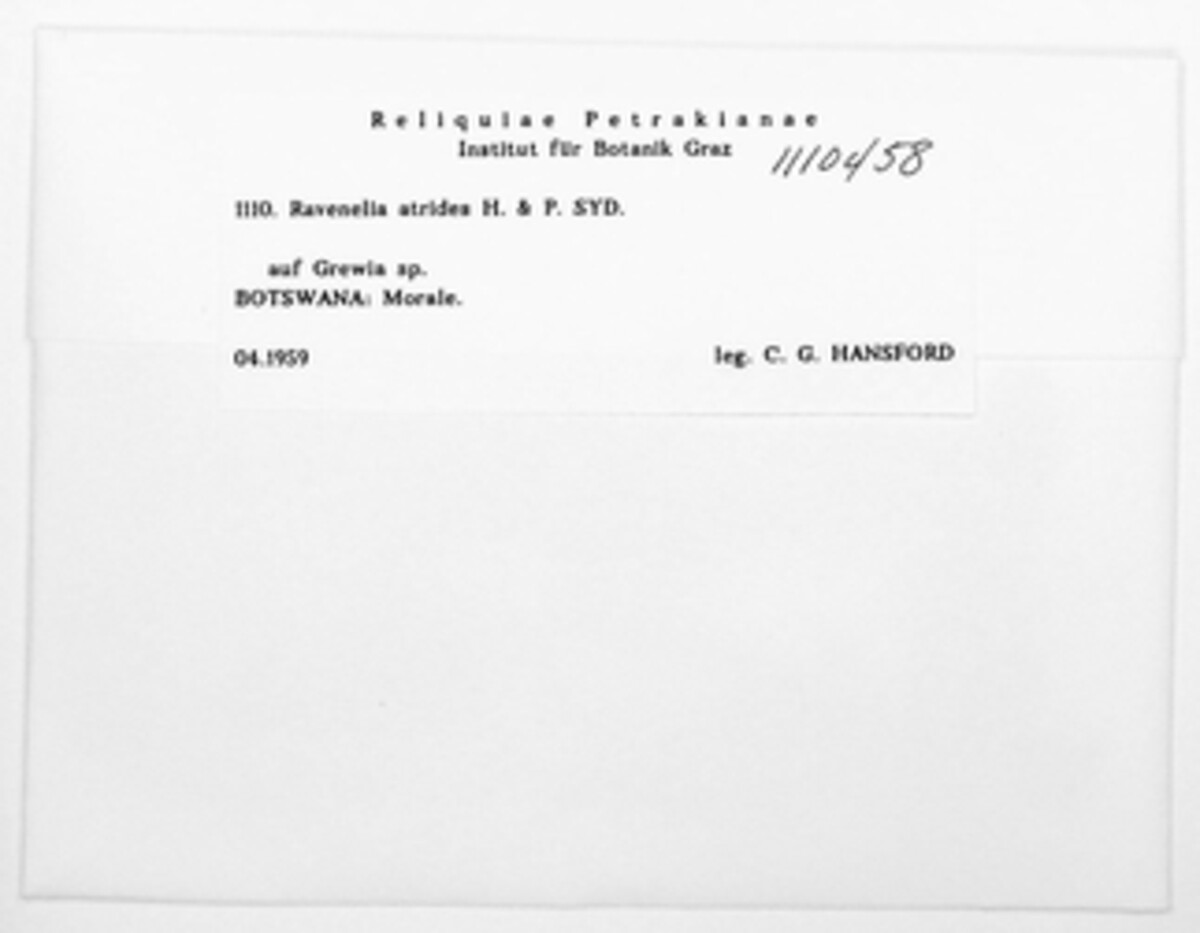 Reliquiae Petrakianae
Institut für Botanik Graz
11104/58
1110. Ravenelia atrides H. & P. SYD.
auf Grewia sp.
BOTSWANA: Morale.
04.1959
leg. C. G. HANSFORD